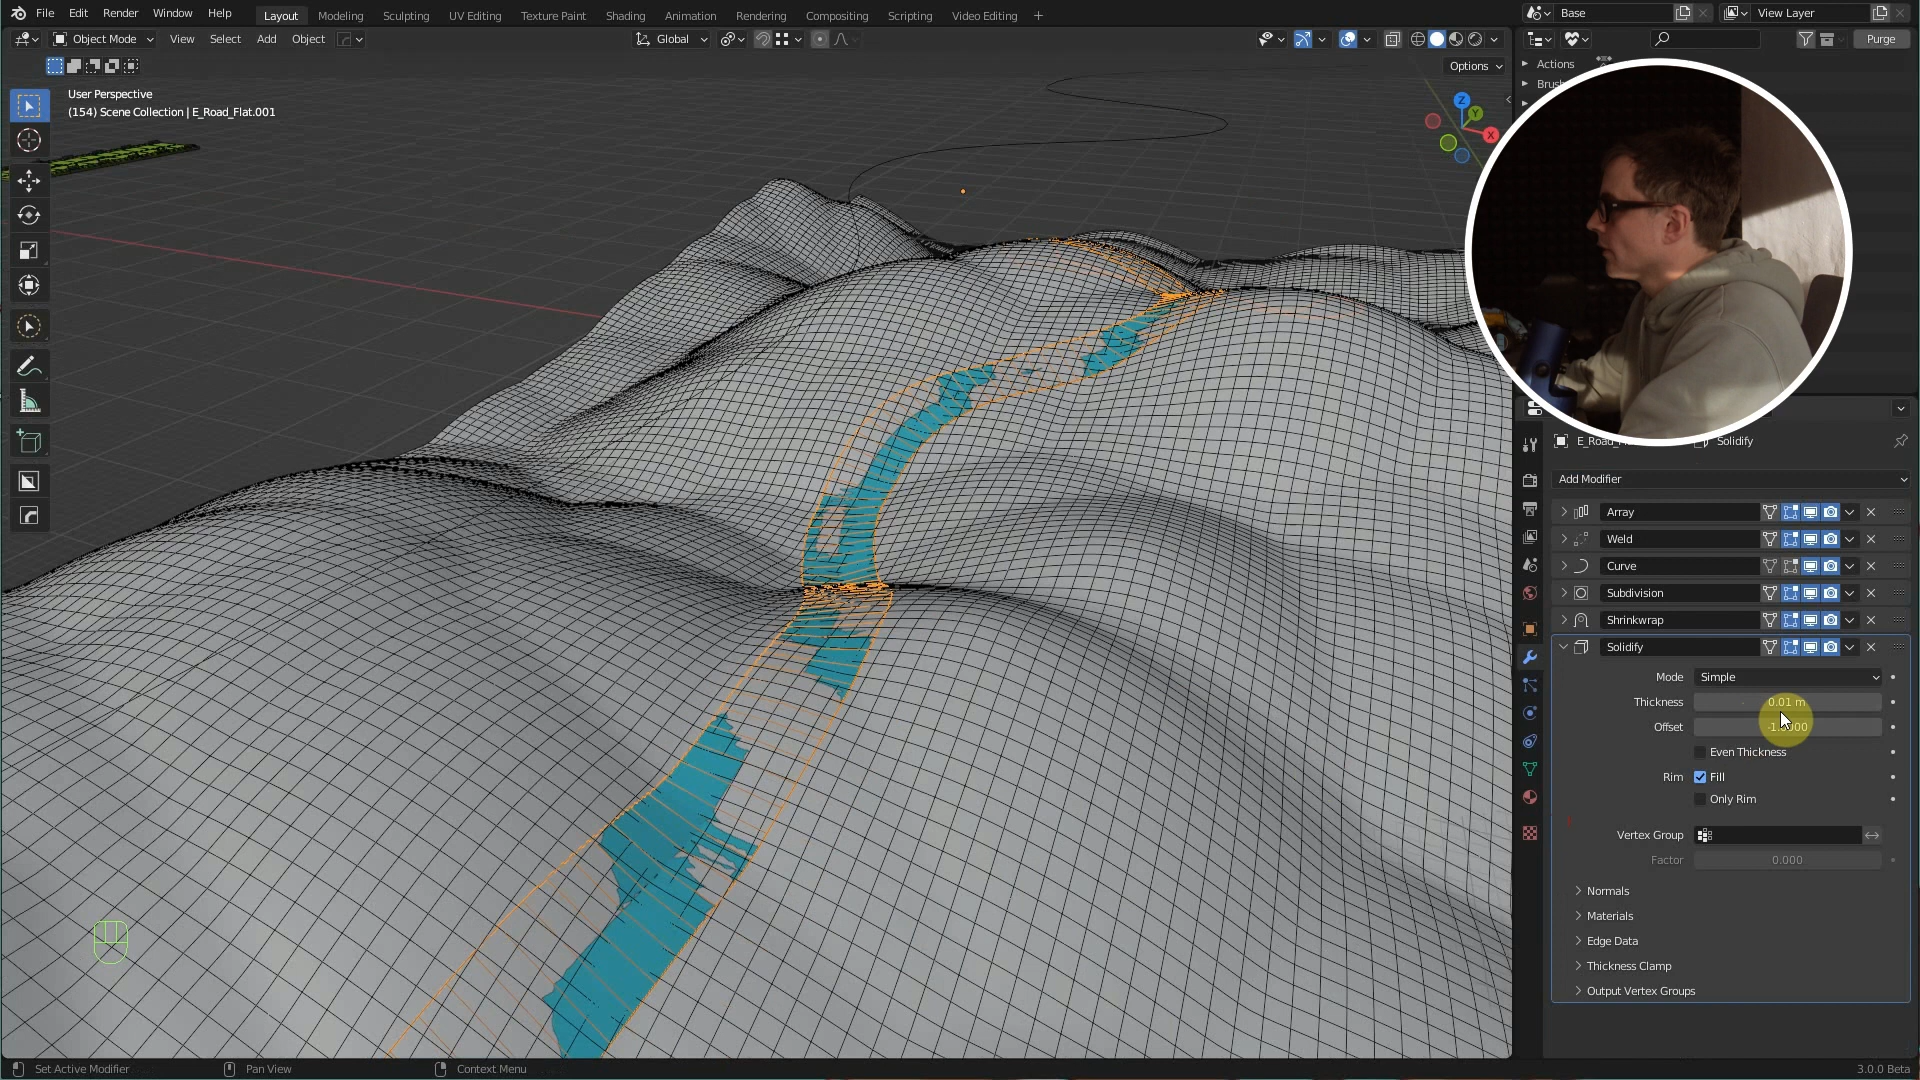 File Edit Render Window Help Layout Modeling Sculpting UV Editing Texture Paint Shading Animation Rendering Compositing Scripting Video Editing + Base View Layer
Object Mode View Select Add Object Global Purge
Options
Actions
User Perspective
(154) Scene Collection | E_Road_Flat.001
Z
Y
X
Solidify
Add Modifier
Array
Weld
Curve
Subdivision
Shrinkwrap
Solidify
Mode Simple
Thickness 0.01 m
Offset
Even Thickness
Rim Fill
Only Rim
Vertex Group
Factor 0.000
Normals
Materials
Edge Data
Thickness Clamp
Output Vertex Groups
Set Active Modifier Pan View Context Menu 3.0.0 Beta